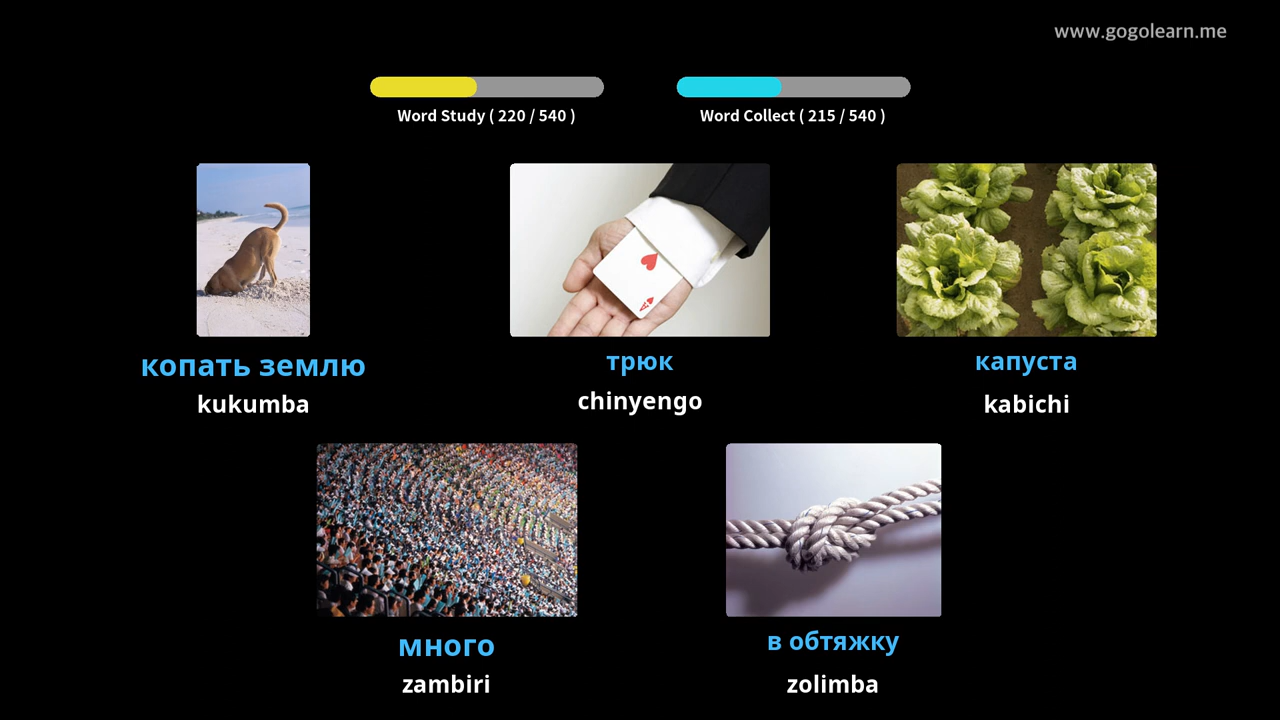 www.gogolearn.me
Word Study ( 220 / 540 )
Word Collect ( 215 / 540 )
копать землю
kukumba
трюк
chinyengo
капуста
kabichi
много
zambiri
в обтяжку
zolimba